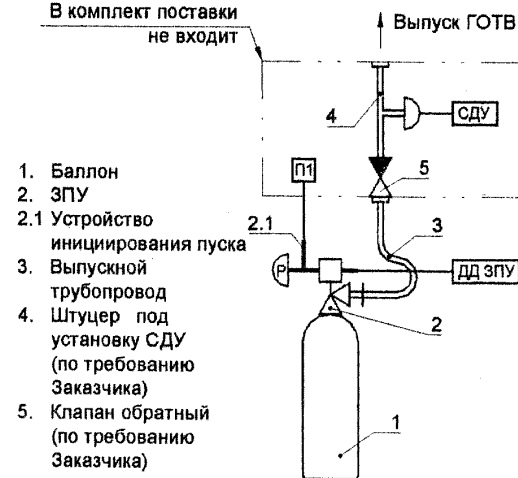 В комплект поставки
не входит
Выпуск ГОТВ
4
СДУ
П1
5
1. Баллон
2. ЗПУ
2.1 Устройство
инициирования пуска
3. Выпускной
трубопровод
4. Штуцер под
установку СДУ
(по требованию
Заказчика)
5. Клапан обратный
(по требованию
Заказчика)
2.1
3
Р
ДД ЗПУ
2
1